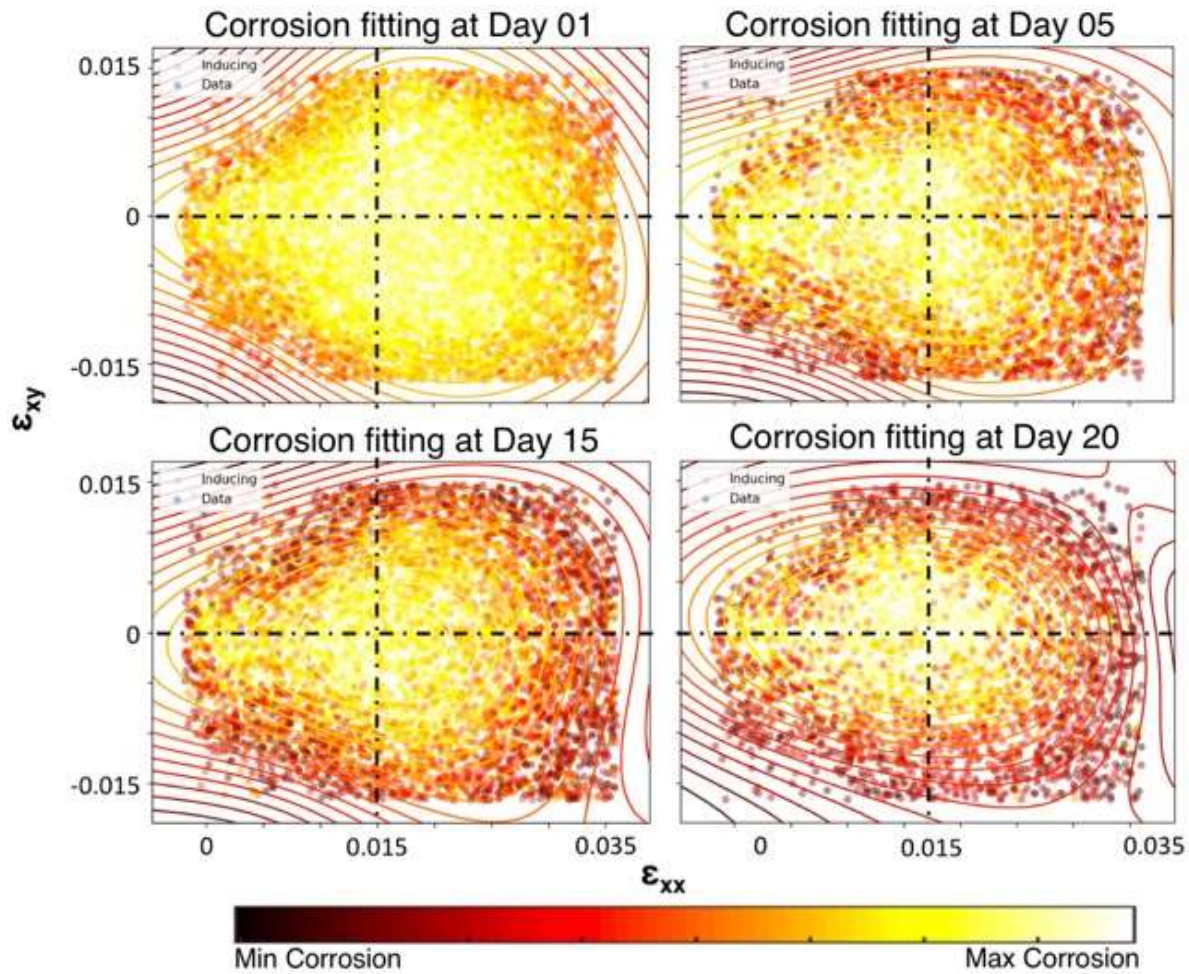 Corrosion fitting at Day 01
Corrosion fitting at Day 05
0.015
Inducing
Data
Inducing
Data
0
-0.015
εxy
Corrosion fitting at Day 15
Corrosion fitting at Day 20
0.015
Inducing
Data
Inducing
Data
0
-0.015
0
0.015
0.035
0
0.015
0.035
εxx
Min Corrosion
Max Corrosion